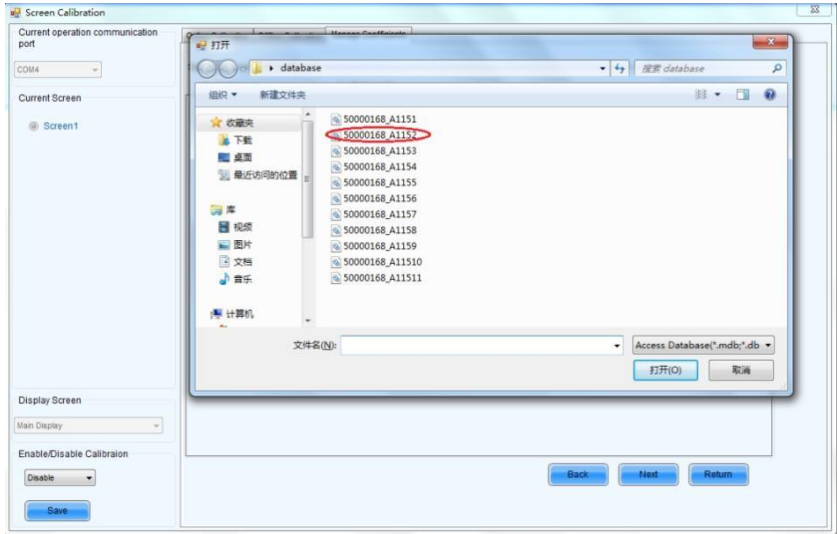 Screen Calibration
Current operation communication
port
COM4
Current Screen
Screen1
Display Screen
Main Display
Enable/Disable Calibraion
Disable
Save
Manage Coefficients
打开
database
搜索 database
组织
新建文件夹
收藏夹
下载
桌面
最近访问的位置
库
视频
图片
文档
音乐
计算机
50000168_A1151
50000168_A1152
50000168_A1153
50000168_A1154
50000168_A1155
50000168_A1156
50000168_A1157
50000168_A1158
50000168_A1159
50000168_A11510
50000168_A11511
文件名(N):
Access Database(*.mdb;*.db
打开(O)
取消
Back
Next
Return